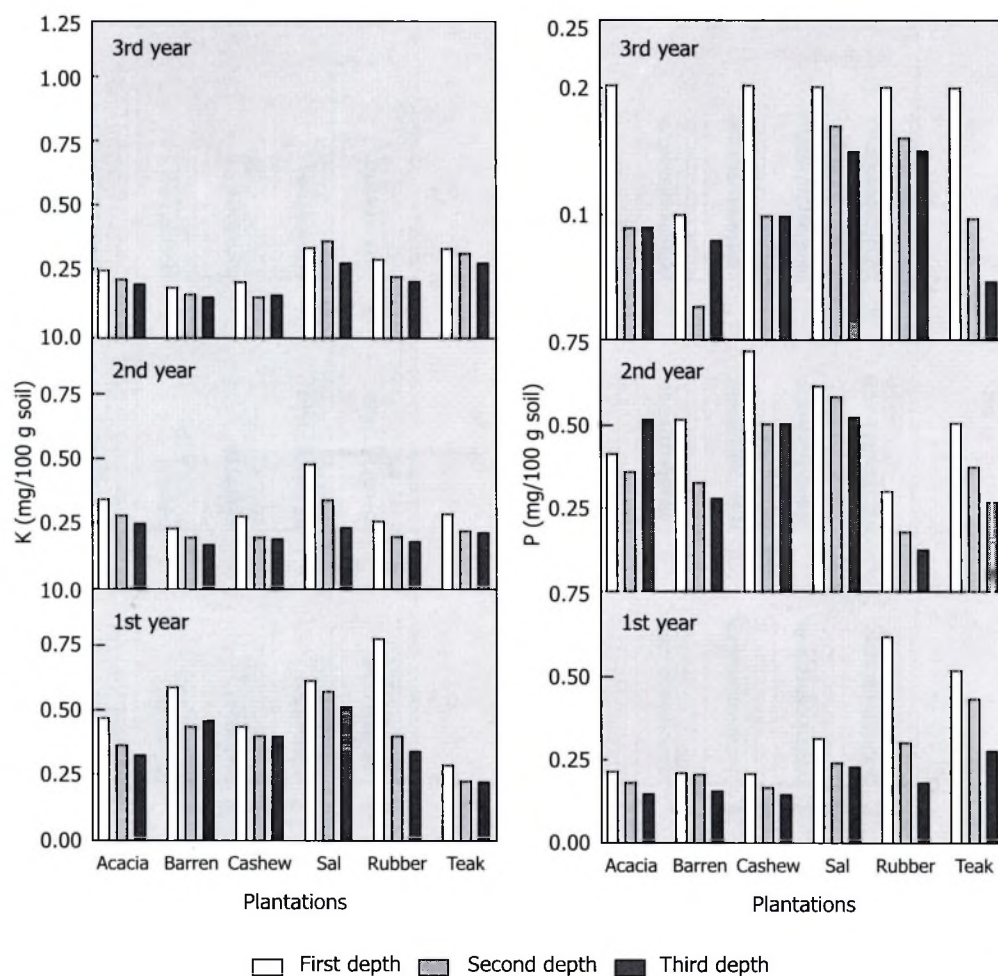 1.25
3rd year
1.00
0.75
0.50
0.25
10.0
2nd year
0.75
0.50
0.25
10.0
1st year
0.75
0.50
0.25
0.00
K (mg/100 g soil)
Acacia Barren Cashew Sal Rubber Teak
Plantations
0.25
3rd year
0.2
0.1
0.75
2nd year
0.50
0.25
0.75
1st year
0.50
0.25
0.00
P (mg/100 g soil)
Acacia Barren Cashew Sal Rubber Teak
Plantations
First depth Second depth Third depth